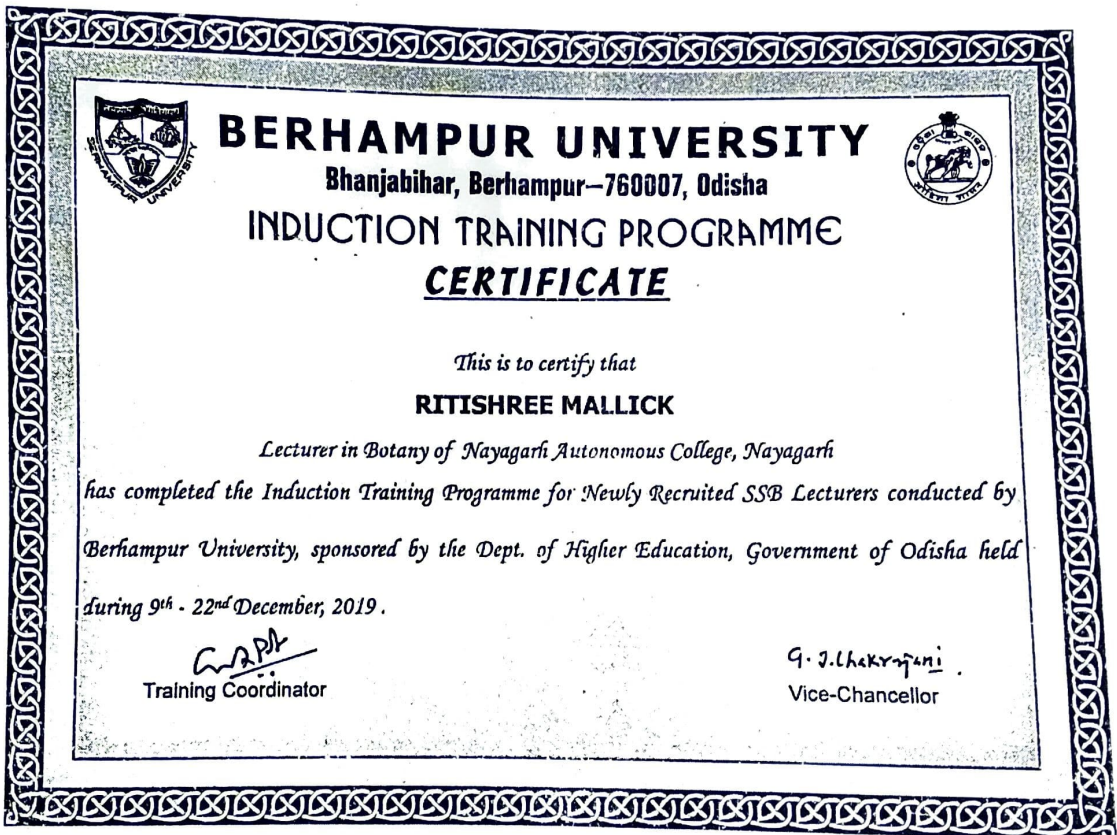 BERHAMPUR UNIVERSITY
BERHAMPUR UNIVERSITY
Bhanjabihar, Berhampur–760007, Odisha
INDUCTION TRAINING PROGRAMME
CERTIFICATE
This is to certify that
RITISHREE MALLICK
Lecturer in Botany of Nayagarh Autonomous College, Nayagarh
has completed the Induction Training Programme for Newly Recruited SSB Lecturers conducted by
Berhampur University, sponsored by the Dept. of Higher Education, Government of Odisha held
during 9th - 22nd December, 2019.
Training Coordinator
Vice-Chancellor